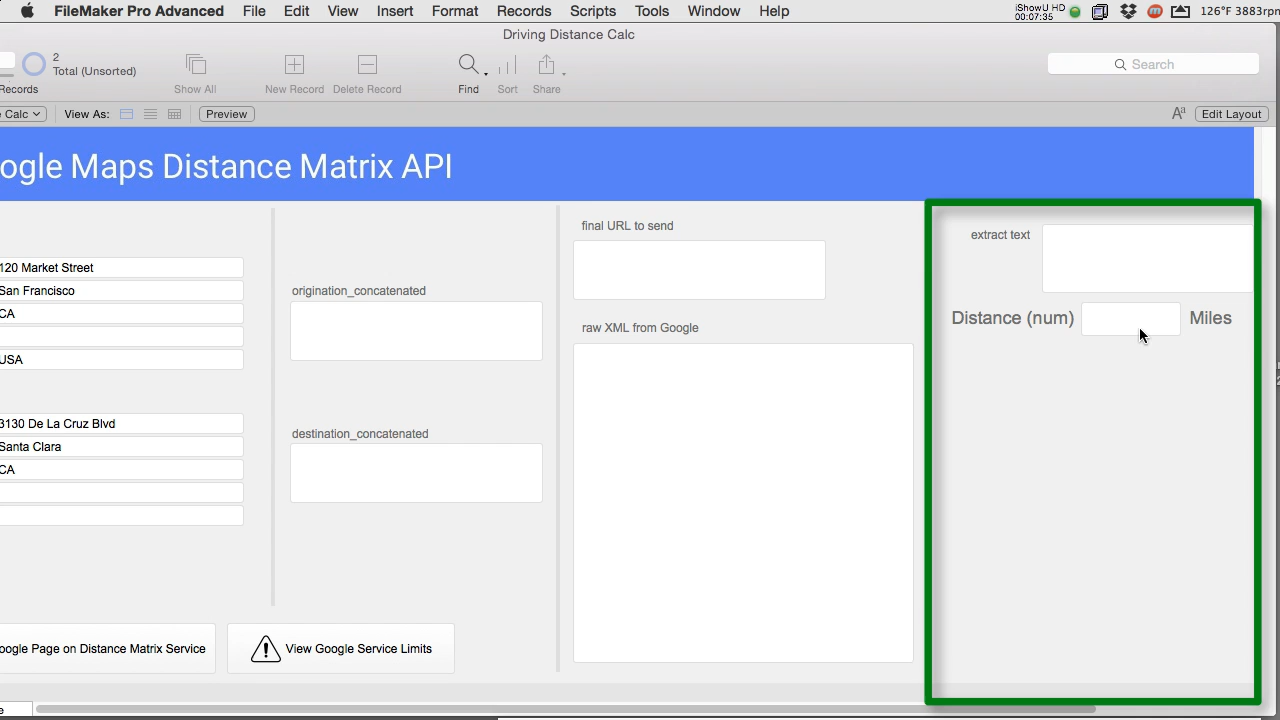 FileMaker Pro Advanced File Edit View Insert Format Records Scripts Tools Window Help iShowU HD 00:07:35 126°F 3883rpm
Driving Distance Calc
2
Total (Unsorted)
Records
Show All
New Record
Delete Record
Find
Sort
Share
Search
Calc
View As:
Preview
Aª
Edit Layout
ogle Maps Distance Matrix API
120 Market Street
San Francisco
CA
USA
3130 De La Cruz Blvd
Santa Clara
CA
origination_concatenated
destination_concatenated
final URL to send
raw XML from Google
extract text
Distance (num)
Miles
oogle Page on Distance Matrix Service
View Google Service Limits